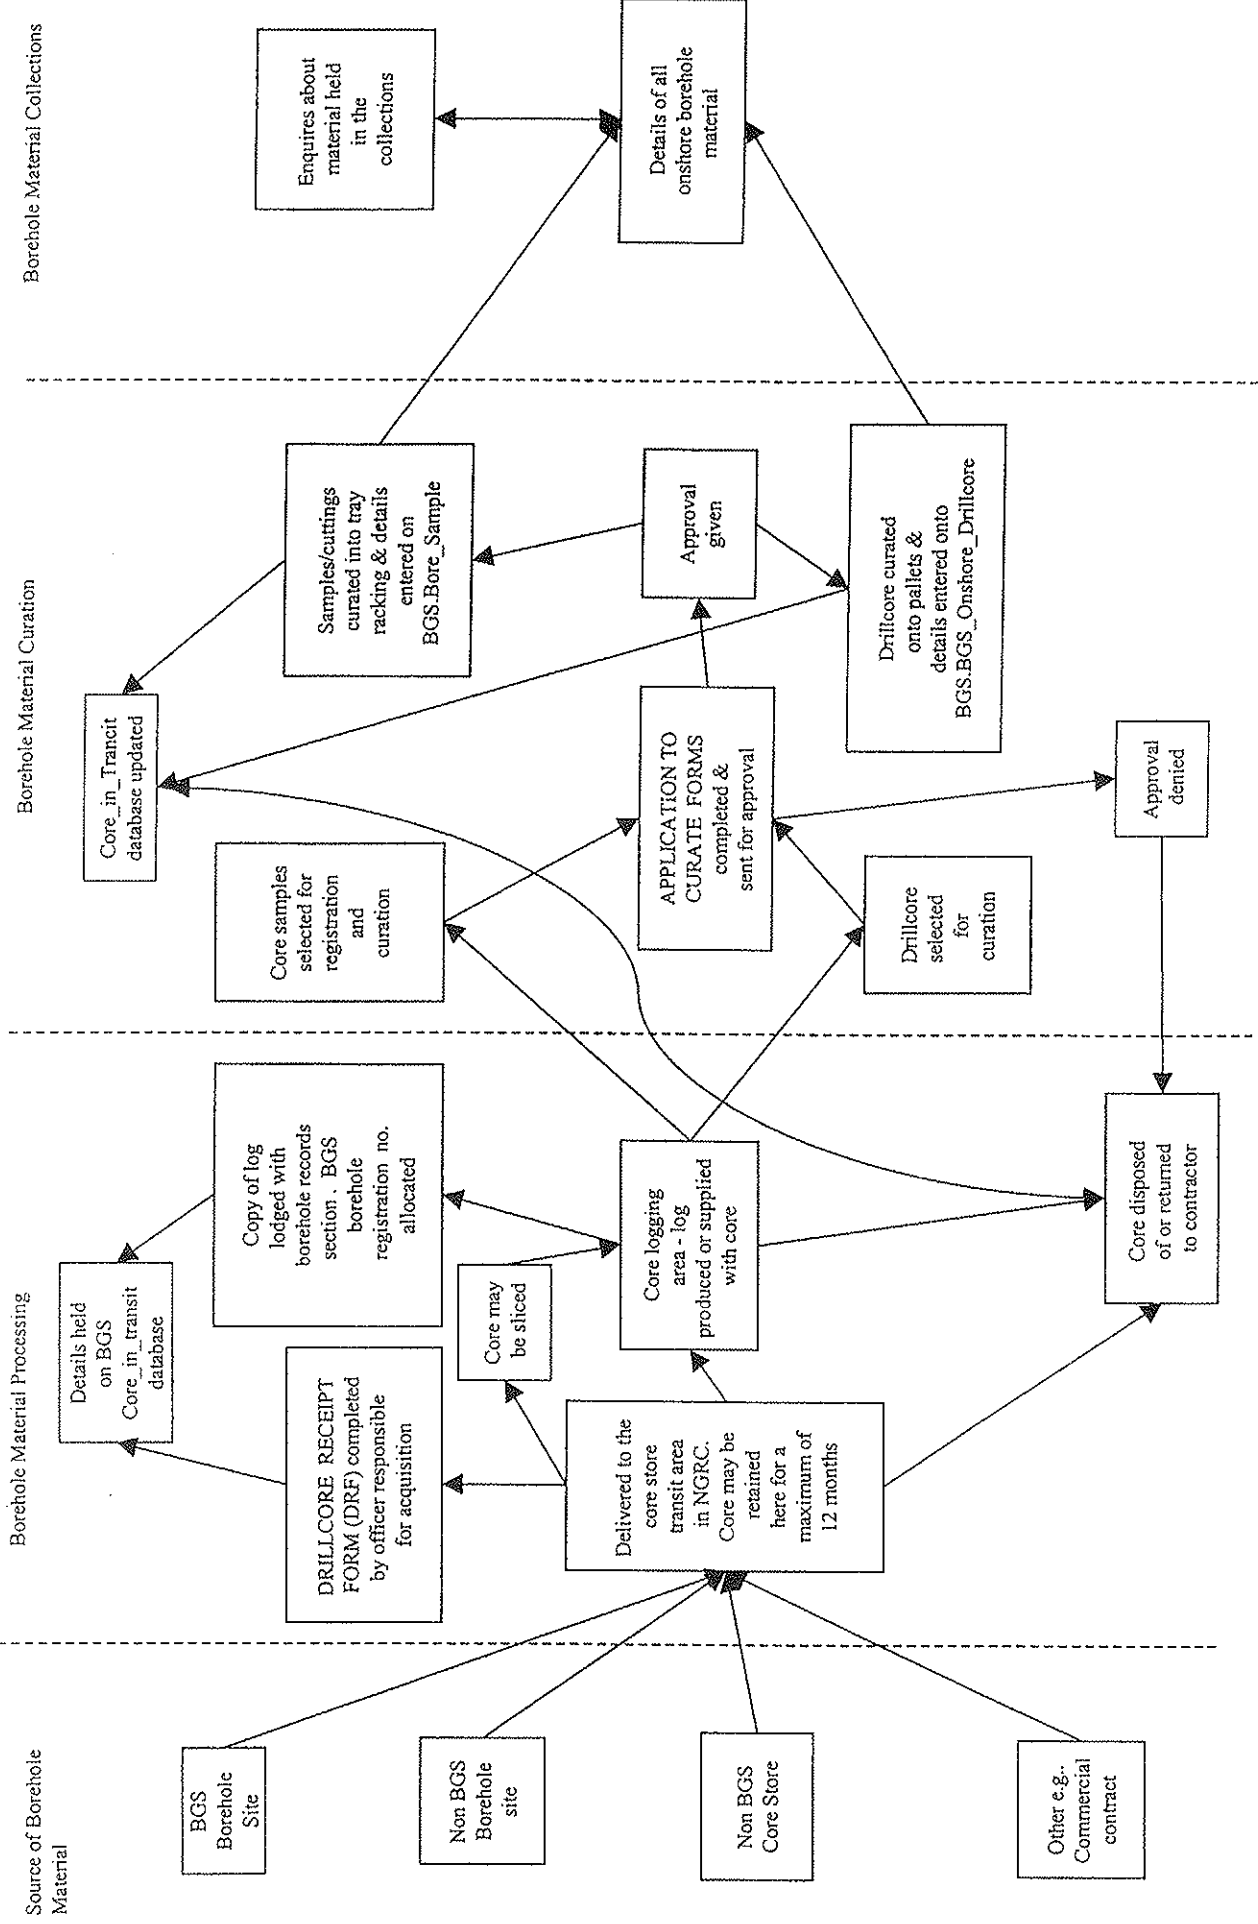 Source of Borehole
Material
BGS
Borehole
Site
Non BGS
Borehole
site
Non BGS
Core Store
Other e.g..
Commercial
contract
Borehole Material Processing
Details held
on BGS
Core_in_transit
database
DRILLCORE RECEIPT
FORM (DRF) completed
by officer responsible
for acquisition
Copy of log
lodged with
borehole records
section . BGS
borehole
registration no.
allocated
Core may
be sliced
Delivered to the
core store
transit area
in NGRC.
Core may be
retained
here for a
maximum of
12 months
Core logging
area - log
produced or supplied
with core
Core disposed
of or returned
to contractor
Borehole Material Curation
Core_in_Trancit
database updated
Core samples
selected for
registration
and
curation
Samples/cuttings
curated into tray
racking & details
entered on
BGS.Bore_Sample
APPLICATION TO
CURATE FORMS
completed &
sent for approval
Approval
given
Drillcore
selected
for
curation
Drillcore curated
onto pallets &
details entered onto
BGS.BGS_Onshore_Drillcore
Approval
denied
Borehole Material Collections
Enquires about
material held
in the
collections
Details of all
onshore borehole
material